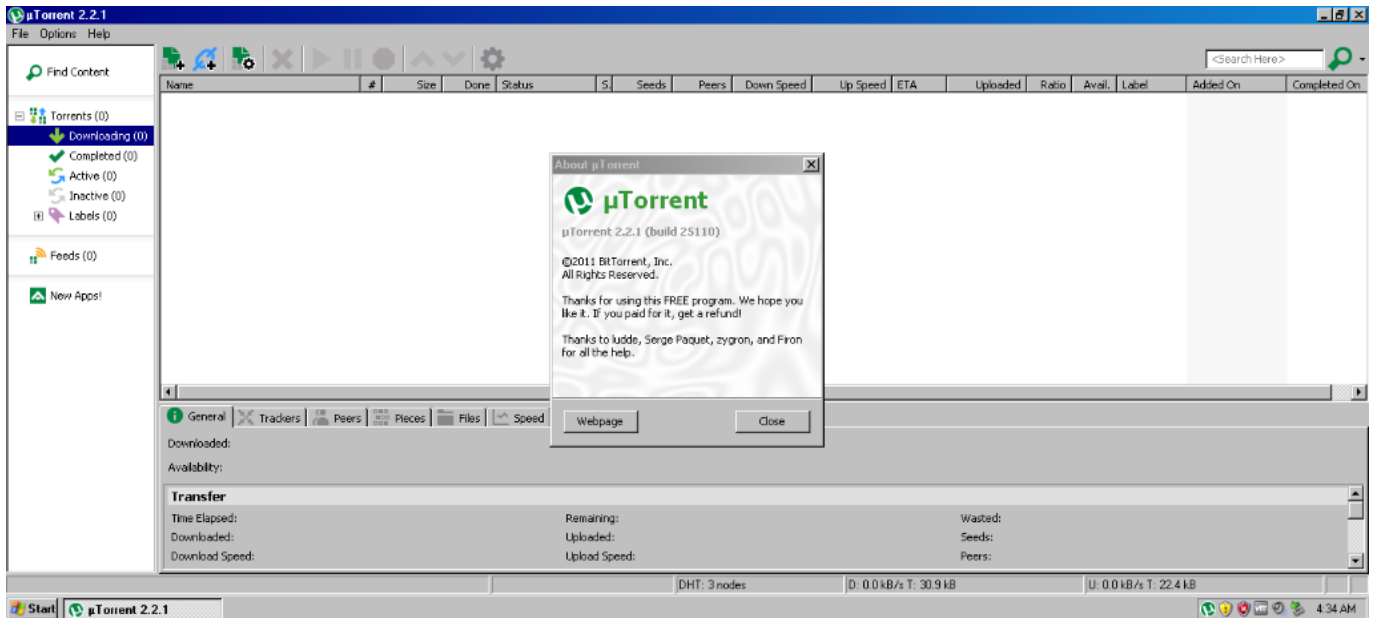 µTorrent 2.2.1
File Options Help
Find Content
<Search Here>
Name # Size Done Status S. Seeds Peers Down Speed Up Speed ETA Uploaded Ratio Avail. Label Added On Completed On
Torrents (0)
Downloading (0)
Completed (0)
Active (0)
Inactive (0)
Labels (0)
Feeds (0)
New Apps!
About µTorrent
µTorrent
µTorrent 2.2.1 (build 25110)
©2011 BitTorrent, Inc.
All Rights Reserved.
Thanks for using this FREE program. We hope you
like it. If you paid for it, get a refund!
Thanks to ludde, Serge Paquet, zygron, and Firon
for all the help.
Webpage Close
General Trackers Peers Pieces Files Speed
Downloaded:
Availability:
Transfer
Time Elapsed: Remaining: Wasted:
Downloaded: Uploaded: Seeds:
Download Speed: Upload Speed: Peers:
DHT: 3 nodes D: 0.0 kB/s T: 30.9 kB U: 0.0 kB/s T: 22.4 kB
Start µTorrent 2.2.1 4:34 AM